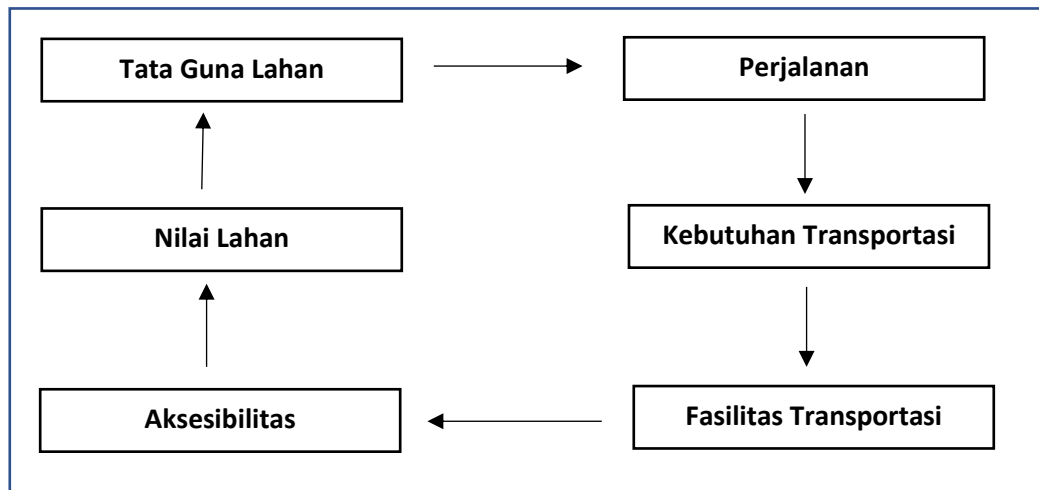 Tata Guna Lahan
Perjalanan
Nilai Lahan
Kebutuhan Transportasi
Aksesibilitas
Fasilitas Transportasi